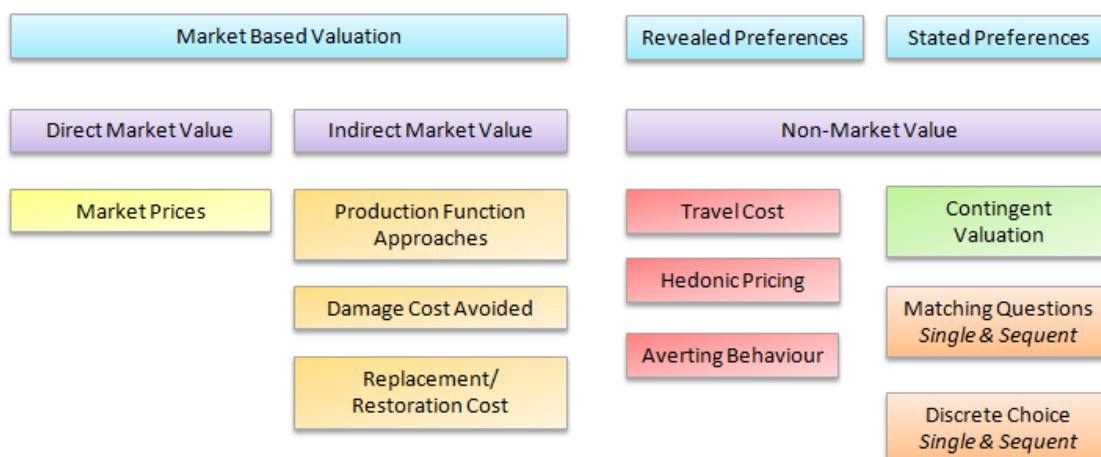 Market Based Valuation
Revealed Preferences
Stated Preferences
Direct Market Value
Indirect Market Value
Non-Market Value
Market Prices
Production Function
Approaches
Damage Cost Avoided
Replacement/
Restoration Cost
Travel Cost
Hedonic Pricing
Averting Behaviour
Contingent
Valuation
Matching Questions
Single & Sequent
Discrete Choice
Single & Sequent